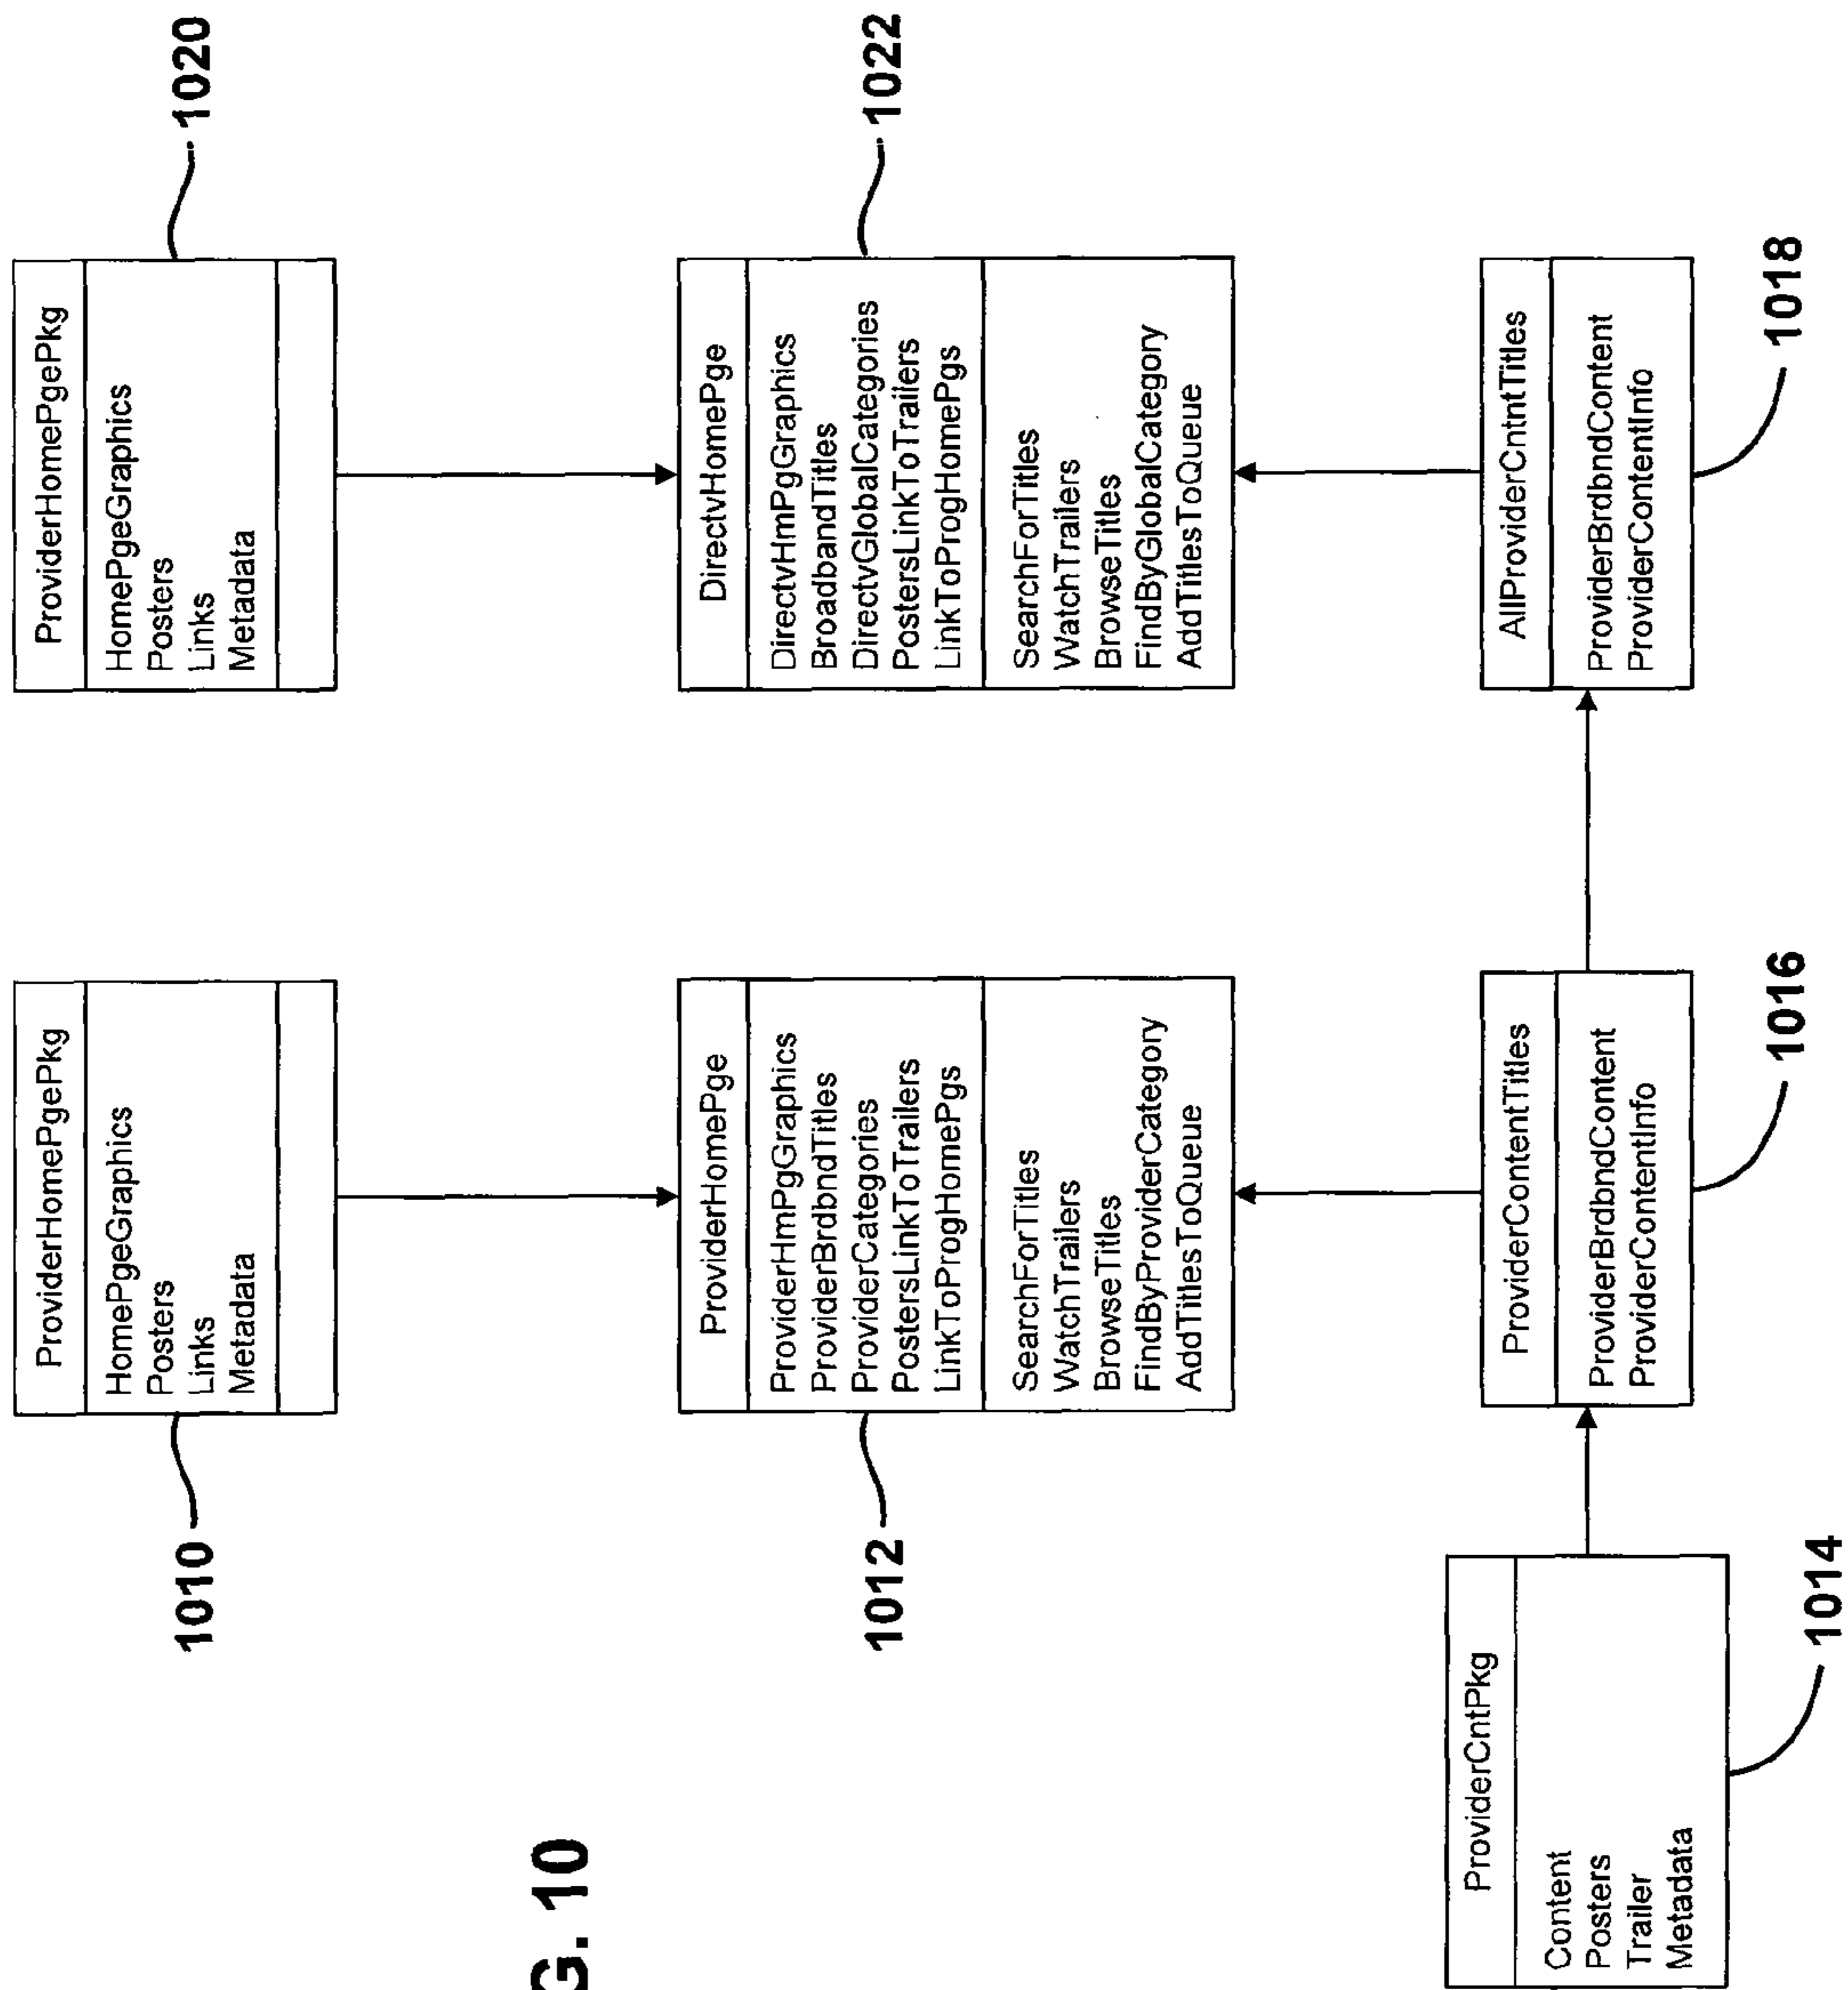 ProviderHomePgePkg
HomePgeGraphics
Posters
Links
Metadata
1010
ProviderHomePgePkg
HomePgeGraphics
Posters
Links
Metadata
1020
G. 10
ProviderHomePge
ProviderHmPgGraphics
ProviderBrdbndTitles
ProviderCategories
PostersLinkToTrailers
LinkToProgHomePgs
SearchForTitles
WatchTrailers
BrowseTitles
FindByProviderCategory
AddTitlesToQueue
1012
DirectvHomePge
DirectvHmPgGraphics
BroadbandTitles
DirectvGlobalCategories
PostersLinkToTrailers
LinkToProgHomePgs
SearchForTitles
WatchTrailers
BrowseTitles
FindByGlobalCategory
AddTitlesToQueue
1022
ProviderCntPkg
Content
Posters
Trailer
Metadata
1014
ProviderContentTitles
ProviderBrdbndContent
ProviderContentInfo
1016
AllProviderCntntTitles
ProviderBrdbndContent
ProviderContentInfo
1018